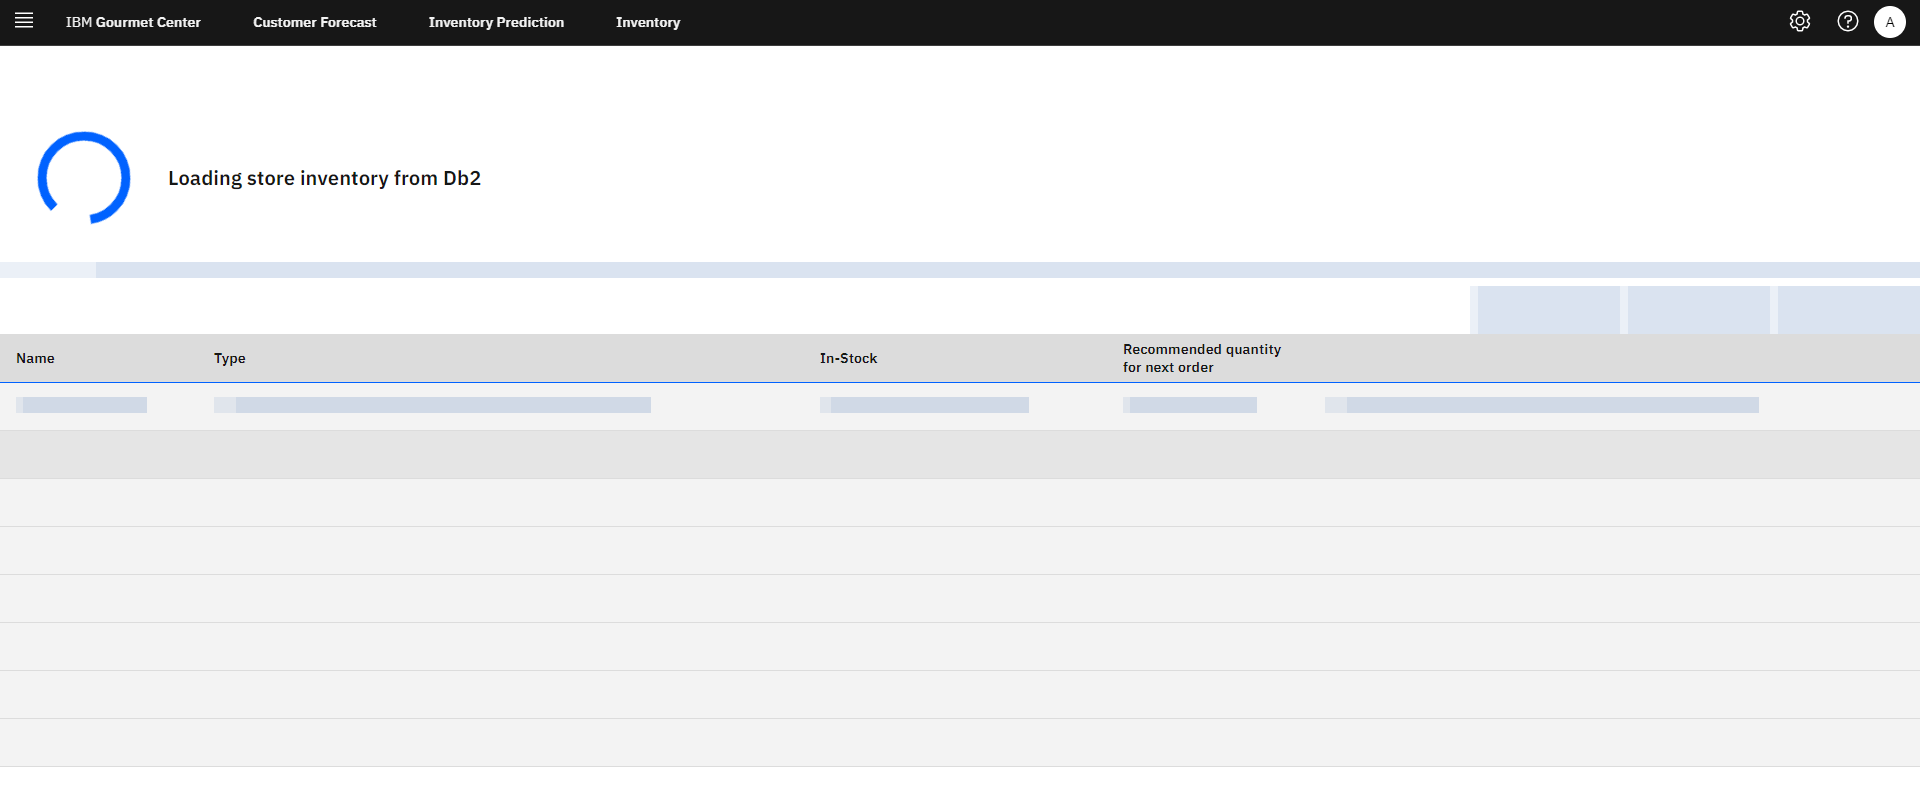 IBM Gourmet Center
Customer Forecast
Inventory Prediction
Inventory
A
Loading store inventory from Db2
Name
Type
In-Stock
Recommended quantity
for next order